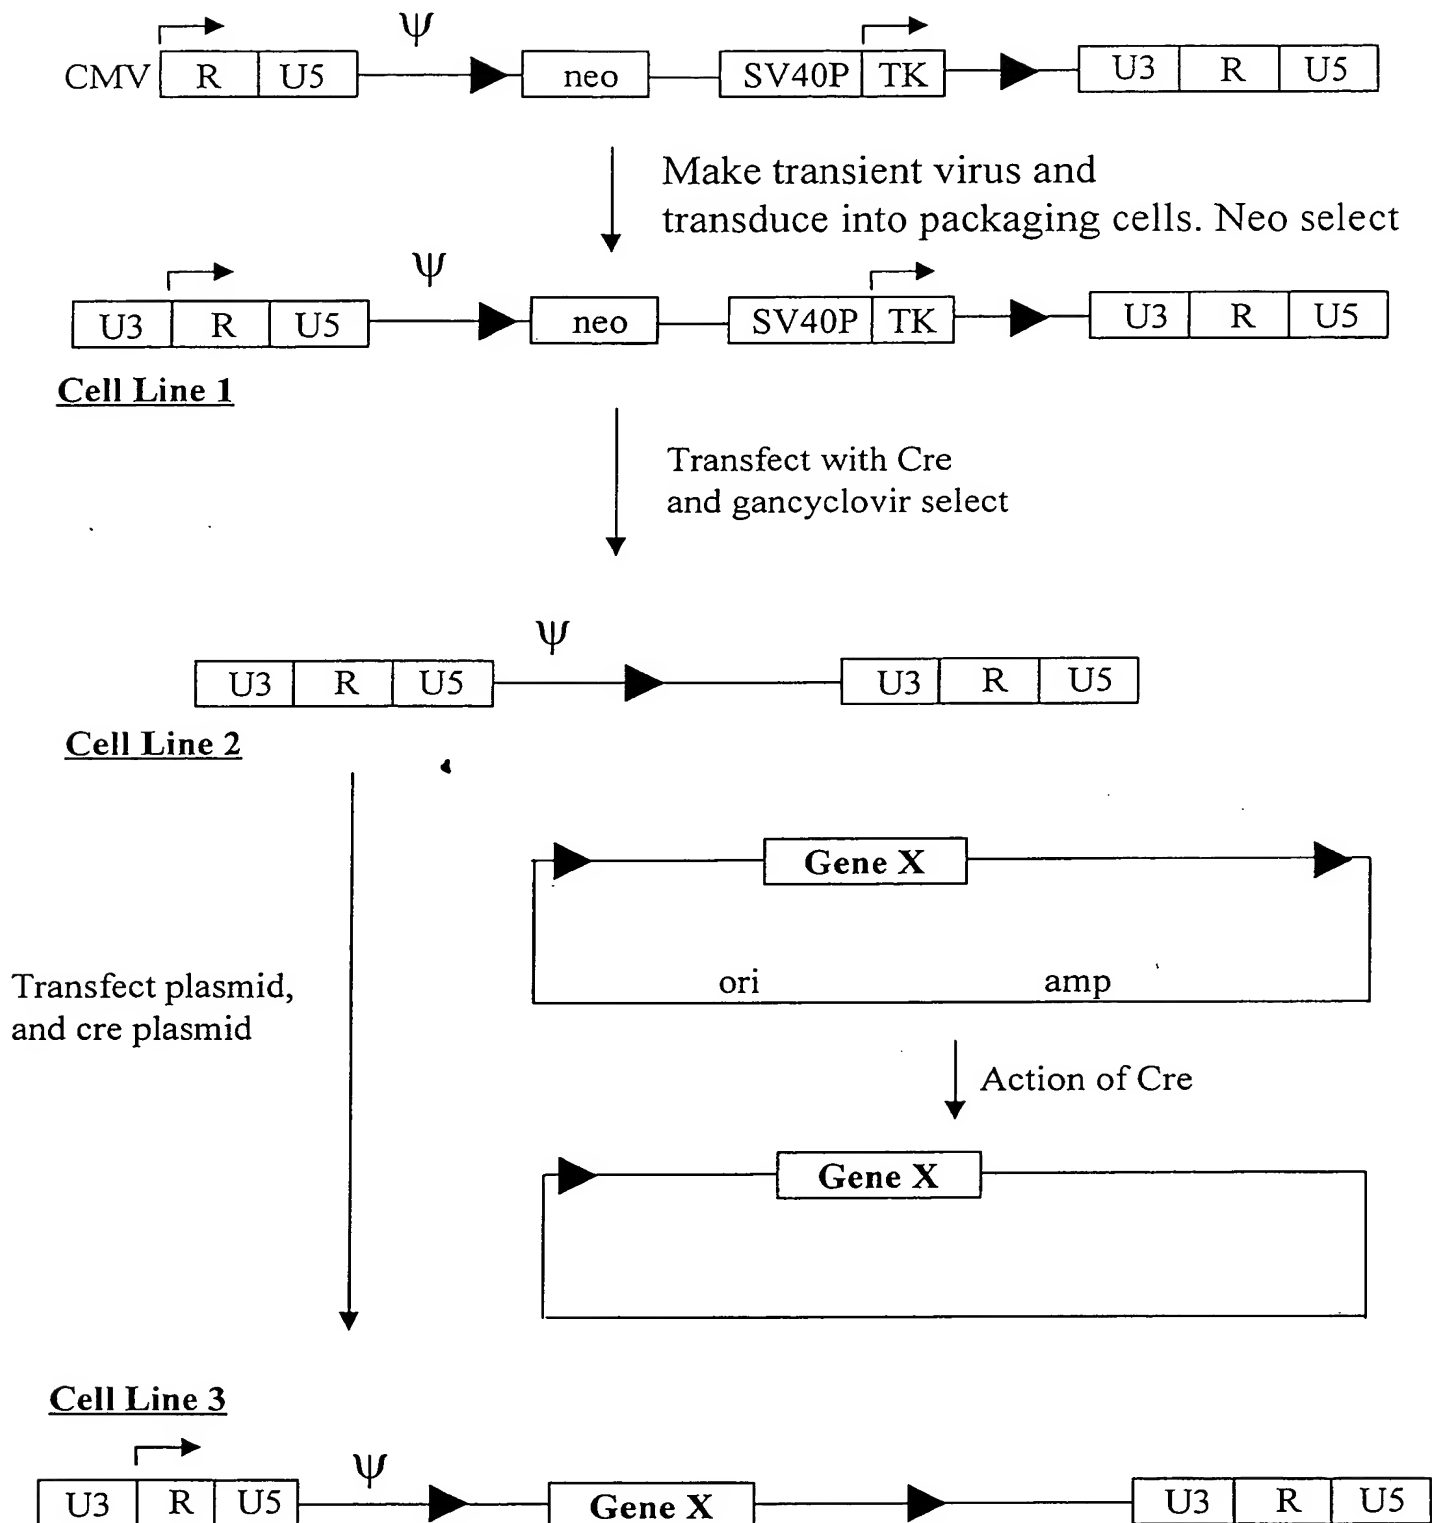 ψ
CMV R U5 neo SV40P TK U3 R U5
Make transient virus and
transduce into packaging cells. Neo select
ψ
U3 R U5 neo SV40P TK U3 R U5
Cell Line 1
Transfect with Cre
and gancyclovir select
ψ
U3 R U5 U3 R U5
Cell Line 2
Gene X
ori amp
Transfect plasmid,
and cre plasmid
Action of Cre
Gene X
Cell Line 3
ψ
U3 R U5 Gene X U3 R U5